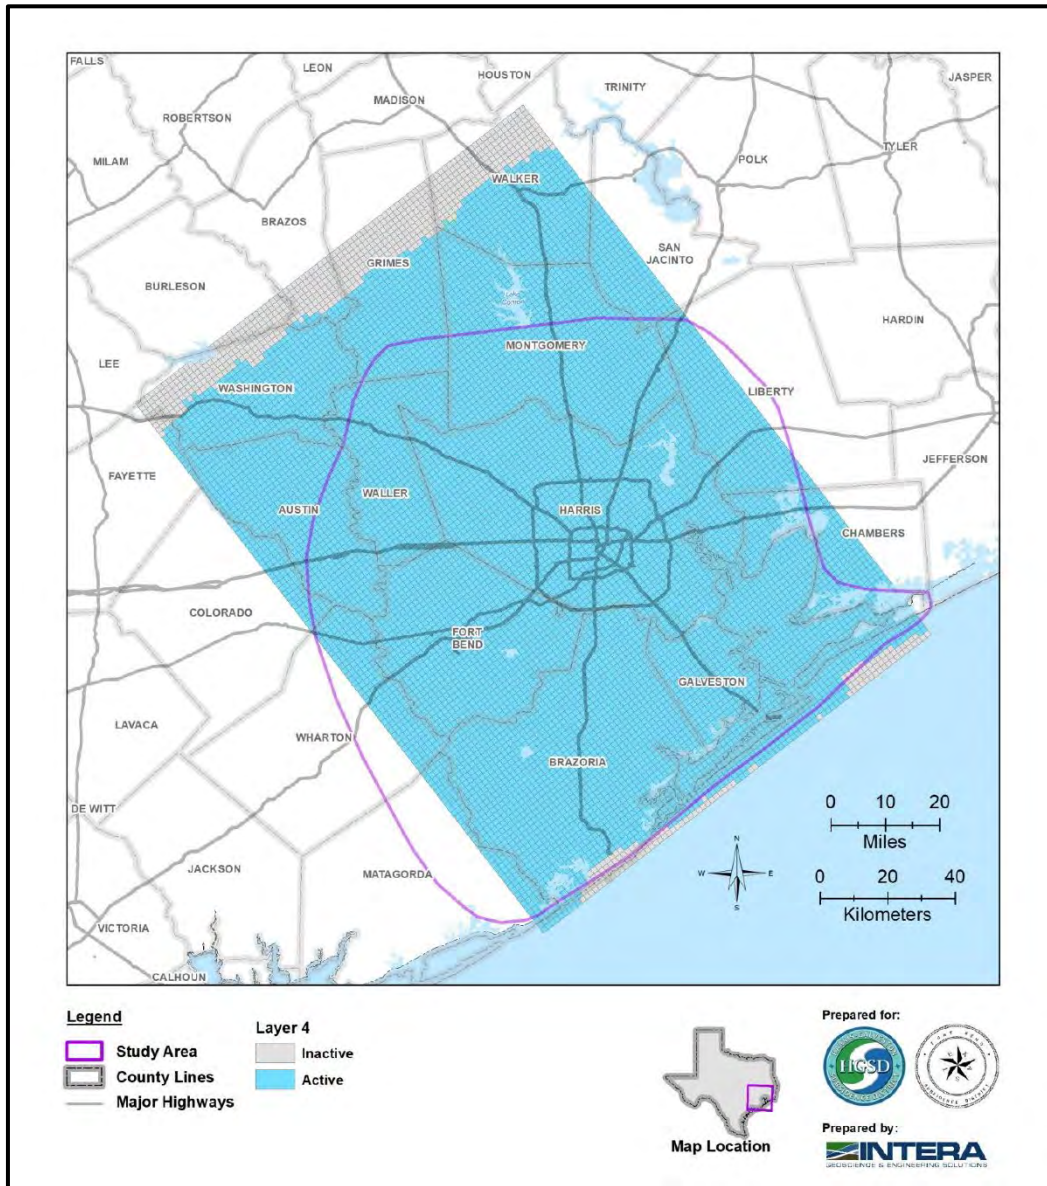 FALLS
LEON
HOUSTON
TRINITY
JASPER
MADISON
ROBERTSON
TYLER
MILAM
POLK
WALKER
BRAZOS
SAN
JACINTO
GRIMES
BURLESON
HARDIN
MONTGOMERY
LEE
WASHINGTON
LIBERTY
JEFFERSON
FAYETTE
WALLER
AUSTIN
HARRIS
CHAMBERS
COLORADO
FORT
BEND
GALVESTON
LAVACA
WHARTON
BRAZORIA
DE WITT
0 10 20
Miles
JACKSON
MATAGORDA
N
W E
S
0 20 40
Kilometers
VICTORIA
CALHOUN
Legend
Study Area
County Lines
Major Highways
Layer 4
Inactive
Active
Map Location
Prepared for:
HGSD
Prepared by:
INTERA
GEOSCIENCE & ENGINEERING SOLUTIONS